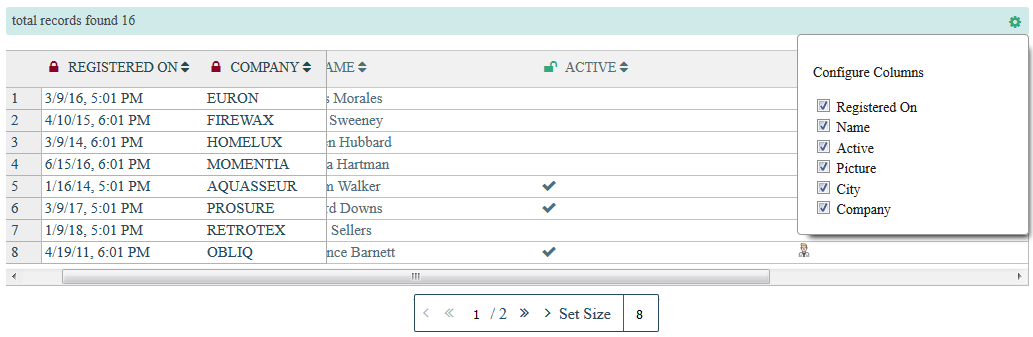 total records found 16
REGISTERED ON COMPANY AME ACTIVE
1 3/9/16, 5:01 PM EURON s Morales
2 4/10/15, 6:01 PM FIREWAX Sweeney
3 3/9/14, 6:01 PM HOMELUX en Hubbard
4 6/15/16, 6:01 PM MOMENTIA a Hartman
5 1/16/14, 5:01 PM AQUASSEUR n Walker
6 3/9/17, 5:01 PM PROSURE rd Downs
7 1/9/18, 5:01 PM RETROTEX Sellers
8 4/19/11, 6:01 PM OBLIQ nce Barnett
Configure Columns
Registered On
Name
Active
Picture
City
Company
1 / 2 Set Size 8